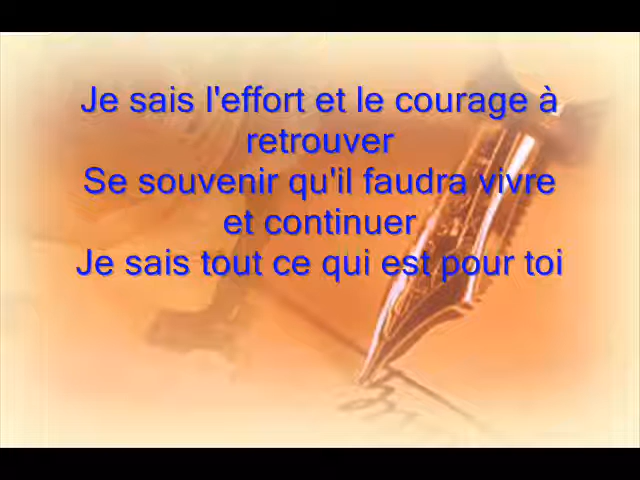 Je sais l'effort et le courage à
retrouver
Se souvenir qu'il faudra vivre
et continuer
Je sais tout ce qui est pour toi